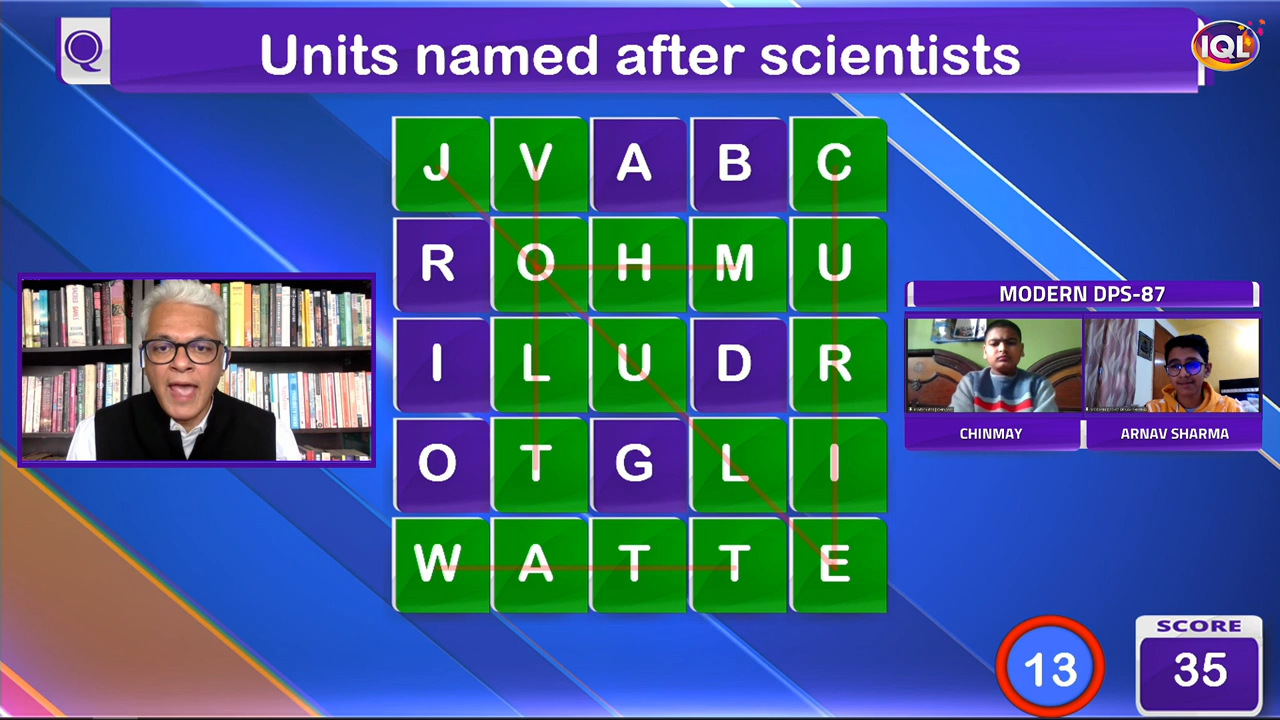 Q
Units named after scientists
IQL
J V A B C
R O H M U
I L U D R
O T G L I
W A T T E
MODERN DPS-87
CHINMAY
ARNAV SHARMA
13
SCORE
35